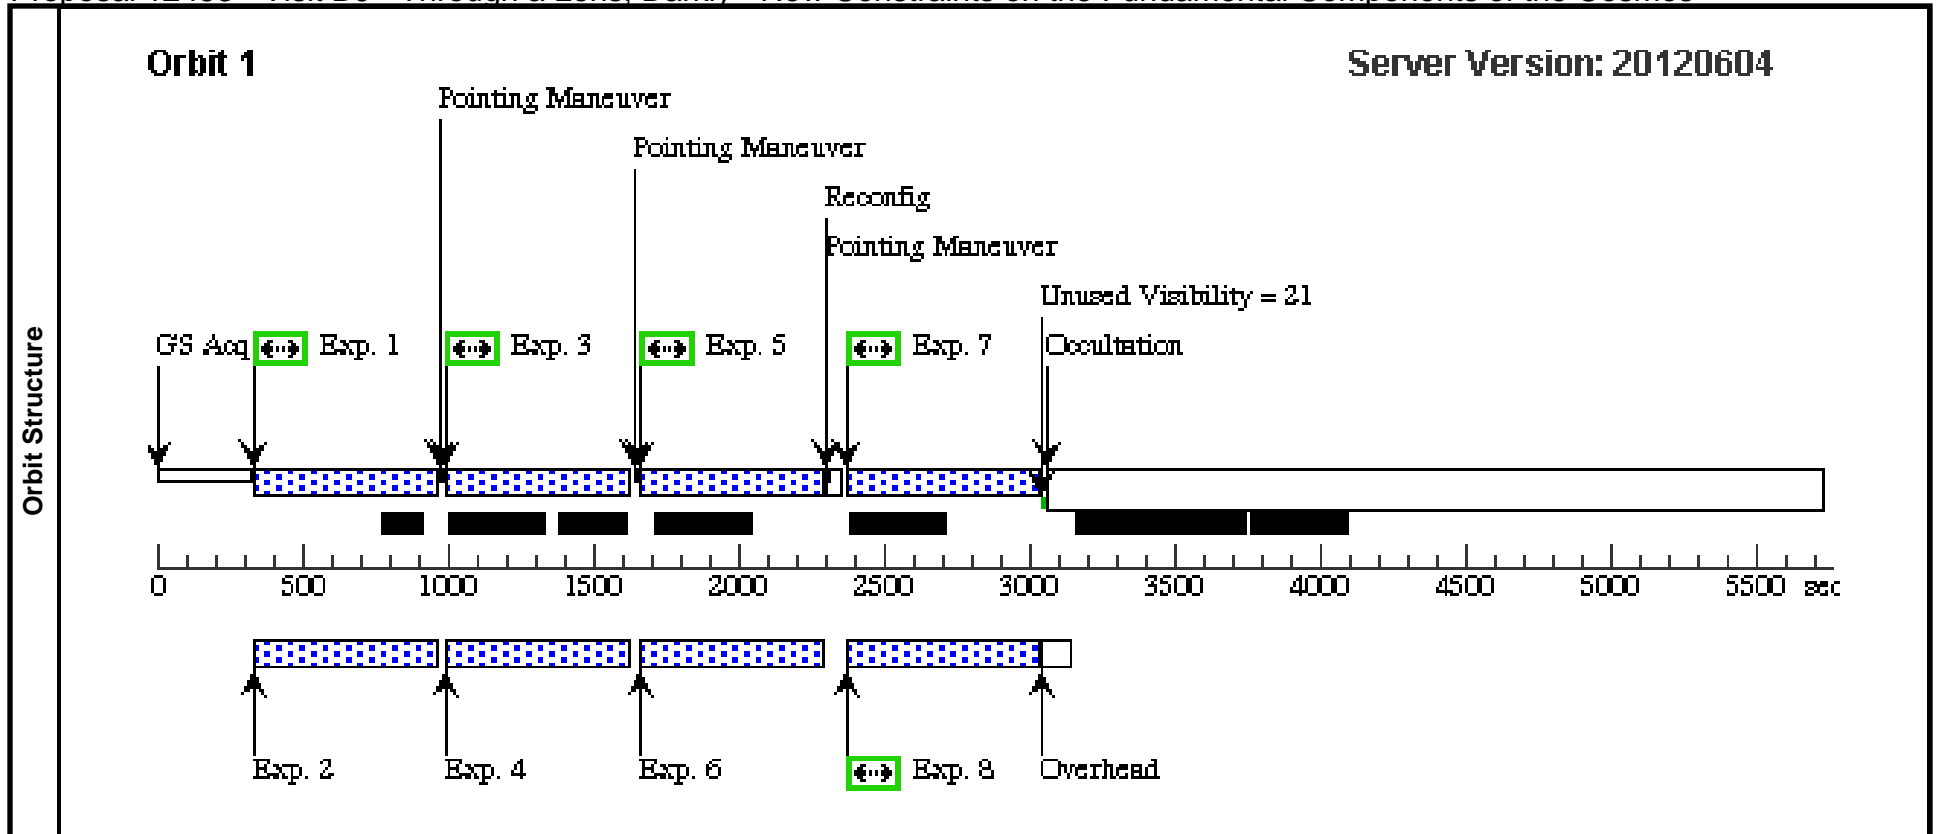 Orbit Structure
Orbit 1
Server Version: 20120604
Pointing Maneuver
Pointing Maneuver
Reconfig
Pointing Maneuver
Unused Visibility = 21
GS Acq Exp. 1 Exp. 3 Exp. 5 Exp. 7 Occultation
0 500 1000 1500 2000 2500 3000 3500 4000 4500 5000 5500 sec
Exp. 2 Exp. 4 Exp. 6 Exp. 8 Overhead